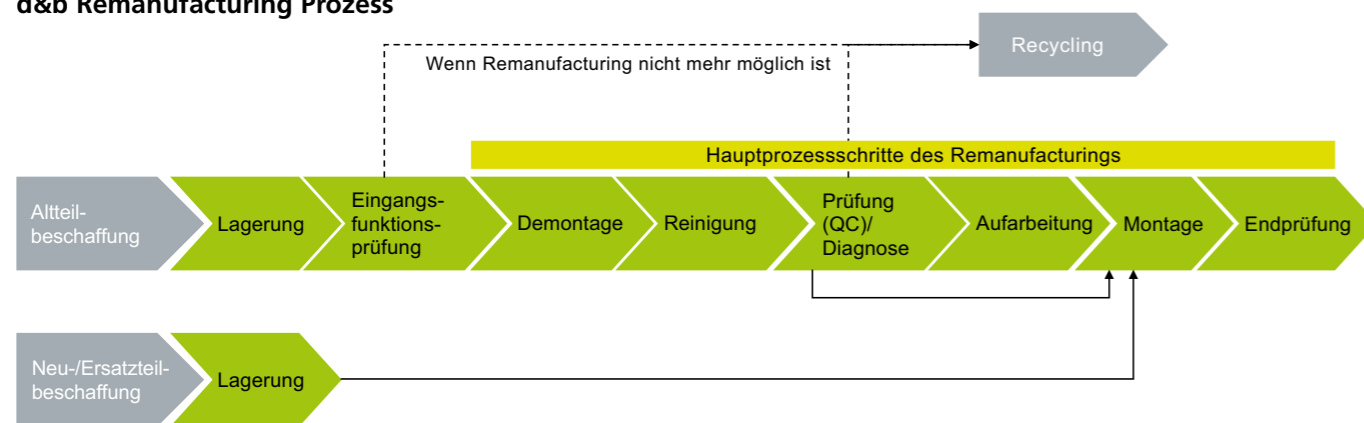 d&b Remanufacturing Prozess
Recycling
Wenn Remanufacturing nicht mehr möglich ist
Hauptprozessschritte des Remanufacturings
Altteil-
beschaffung
Lagerung
Eingangs-
funktions-
prüfung
Demontage
Reinigung
Prüfung
(QC)/
Diagnose
Aufarbeitung
Montage
Endprüfung
Neu-/Ersatzteil-
beschaffung
Lagerung